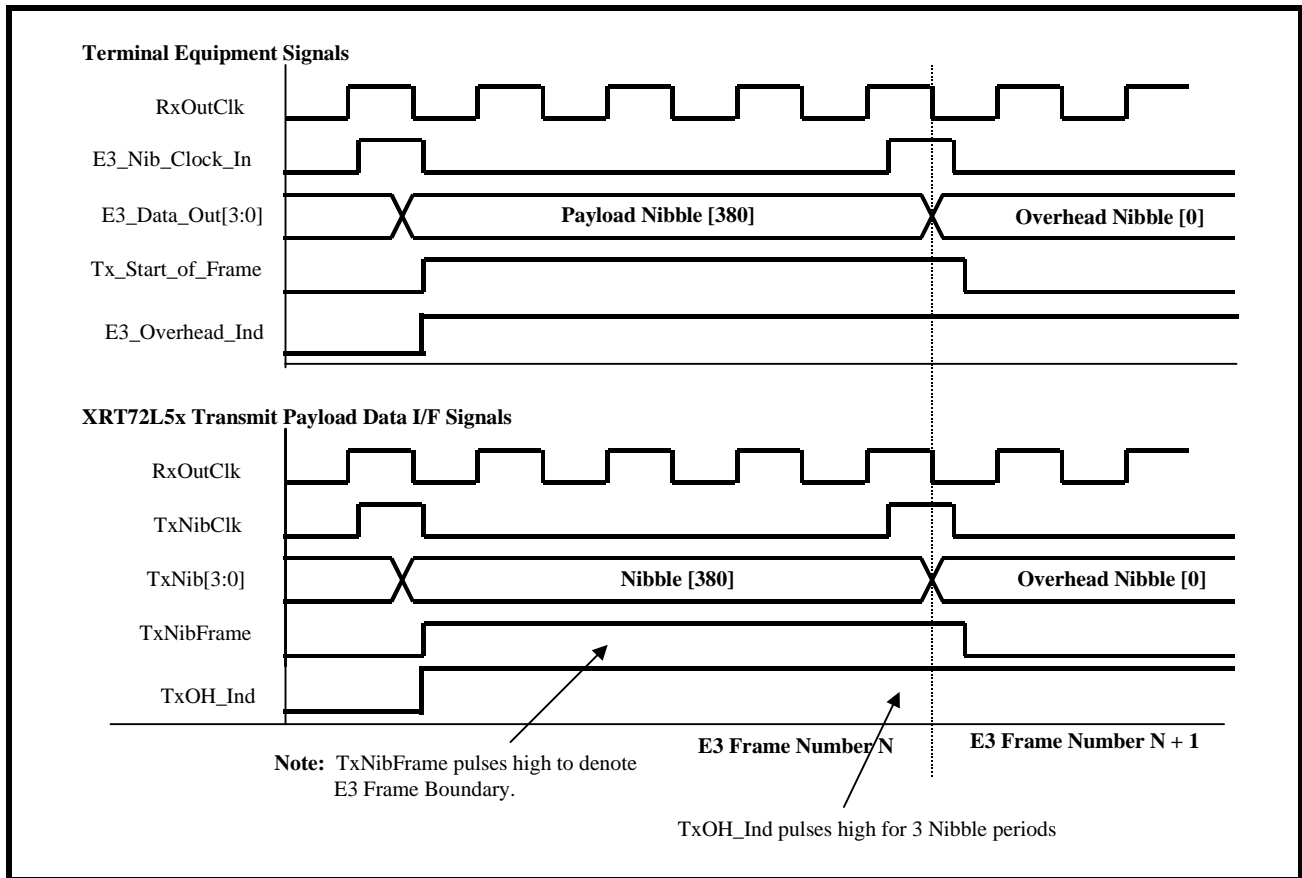 Terminal Equipment Signals
RxOutClk
E3_Nib_Clock_In
E3_Data_Out[3:0]
Payload Nibble [380]
Overhead Nibble [0]
Tx_Start_of_Frame
E3_Overhead_Ind
XRT72L5x Transmit Payload Data I/F Signals
RxOutClk
TxNibClk
TxNib[3:0]
Nibble [380]
Overhead Nibble [0]
TxNibFrame
TxOH_Ind
E3 Frame Number N
E3 Frame Number N + 1
Note: TxNibFrame pulses high to denote
E3 Frame Boundary.
TxOH_Ind pulses high for 3 Nibble periods